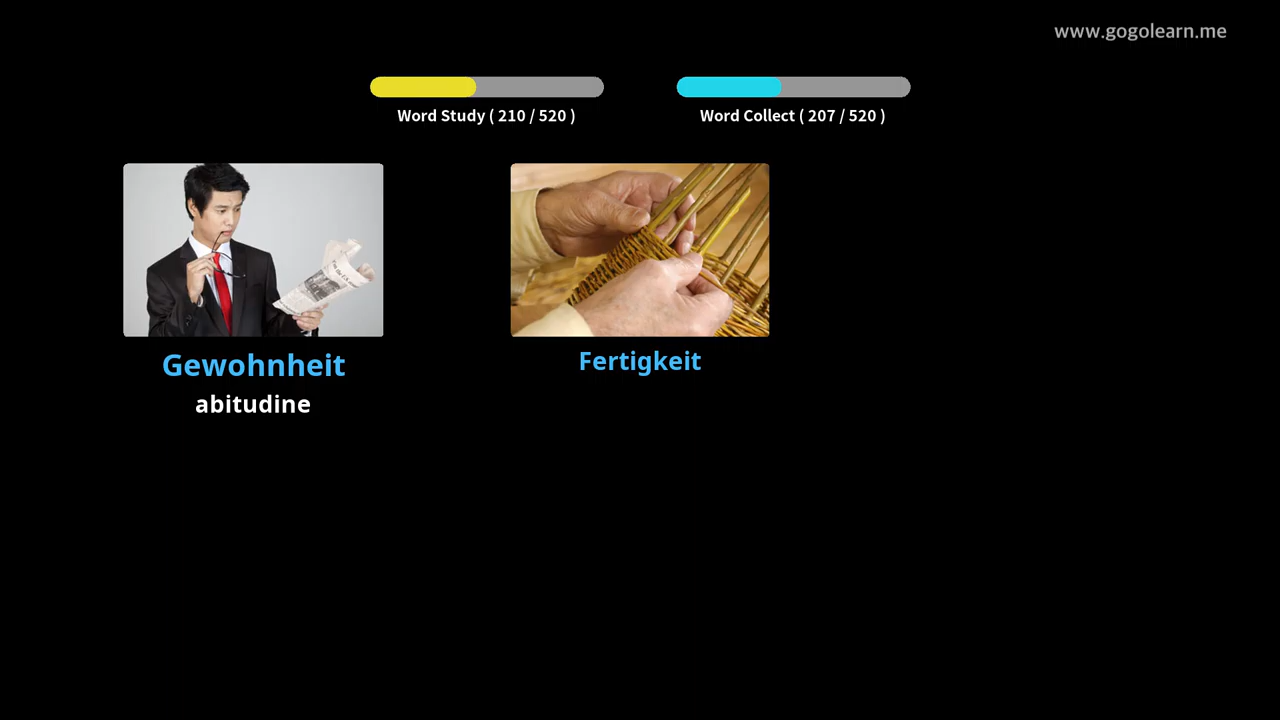 www.gogolearn.me
Word Study ( 210 / 520 )
Word Collect ( 207 / 520 )
Gewohnheit
abitudine
Fertigkeit